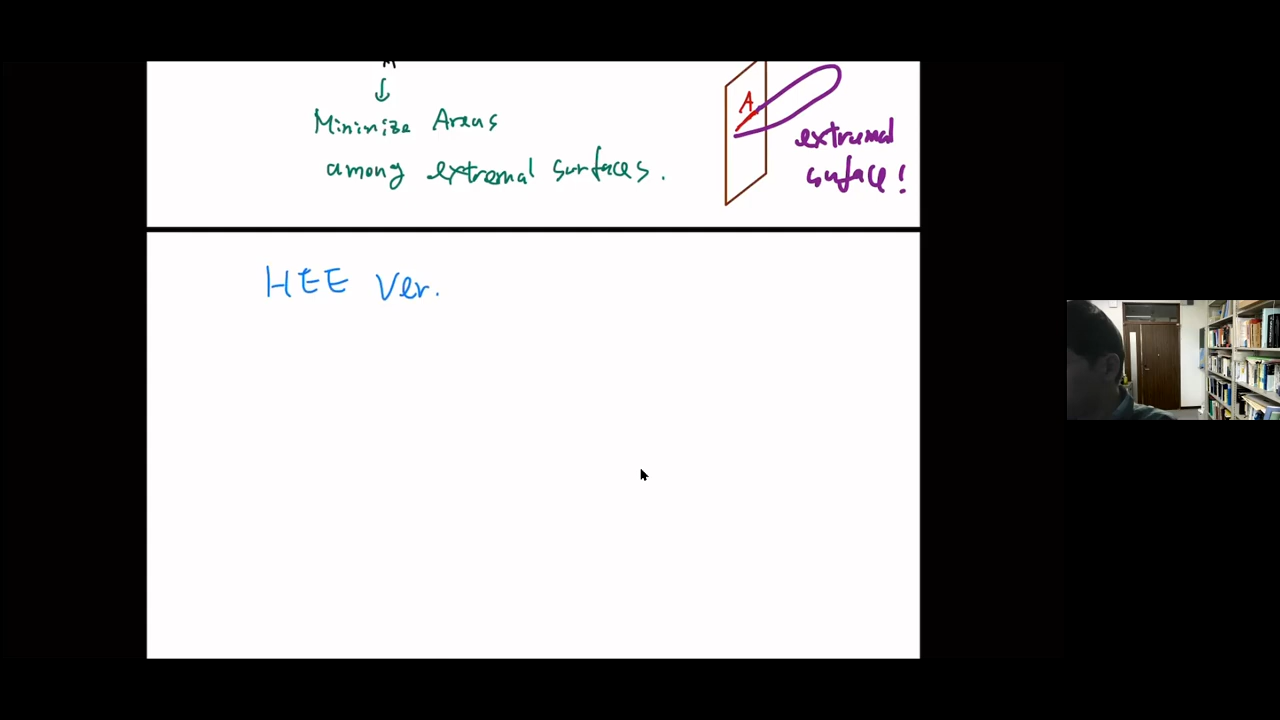 Minimize Areas
among extremal surfaces.
A
extremal
surface!
HEE Ver.